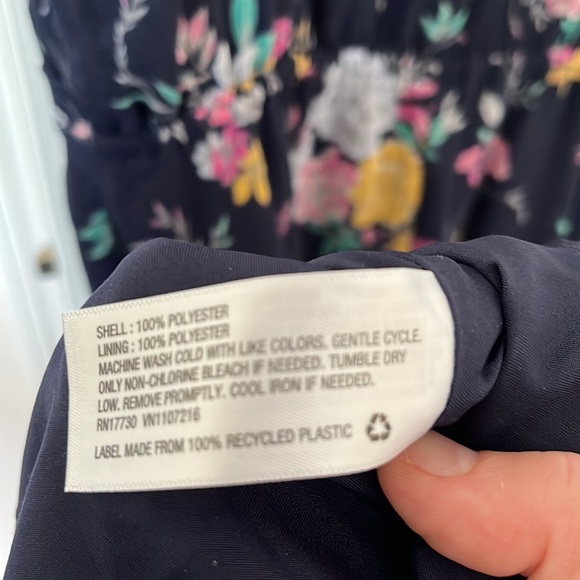 SHELL : 100% POLYESTER
LINING : 100% POLYESTER
MACHINE WASH COLD WITH LIKE COLORS. GENTLE CYCLE.
ONLY NON-CHLORINE BLEACH IF NEEDED. TUMBLE DRY
LOW. REMOVE PROMPTLY. COOL IRON IF NEEDED.
RN17730 VN1107216
LABEL MADE FROM 100% RECYCLED PLASTIC